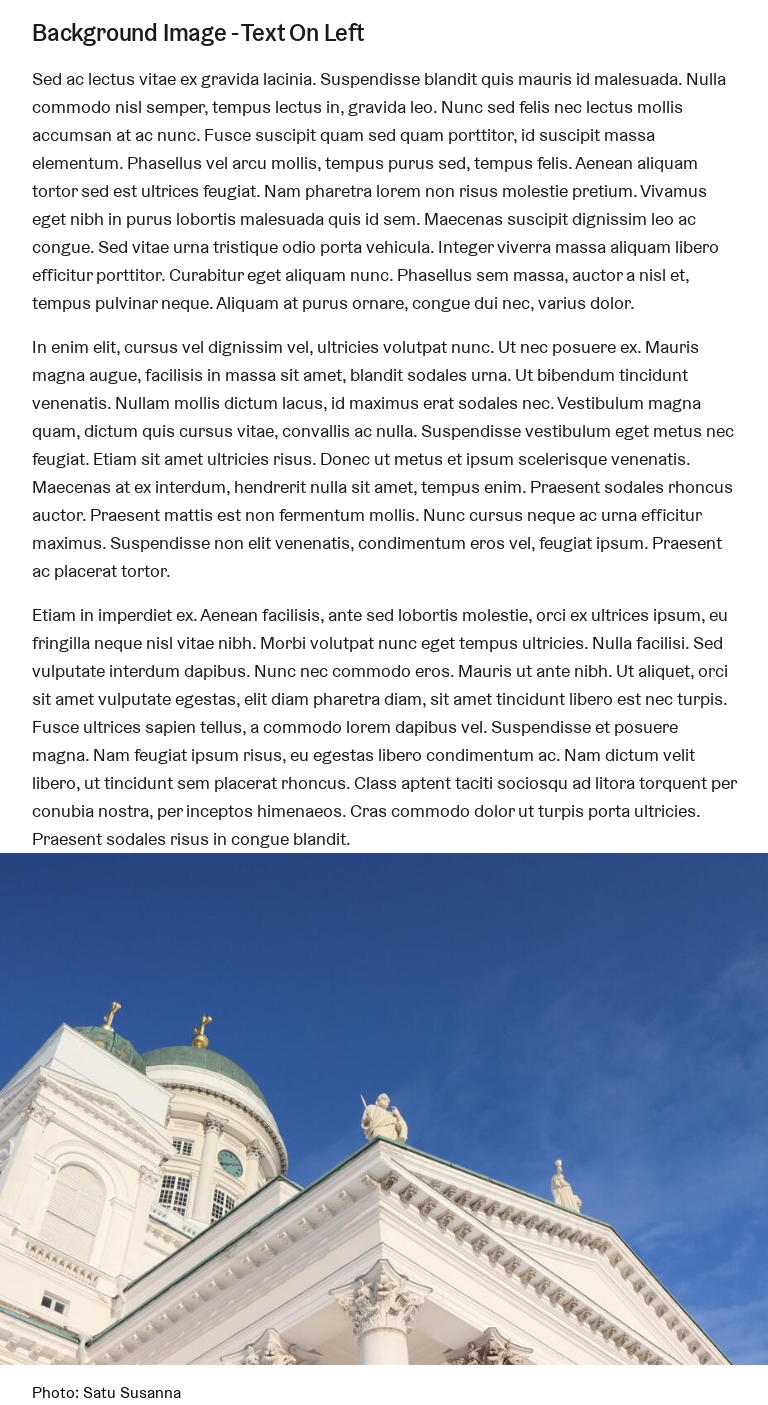 Background Image - Text On Left
Sed ac lectus vitae ex gravida lacinia. Suspendisse blandit quis mauris id malesuada. Nulla
commodo nisl semper, tempus lectus in, gravida leo. Nunc sed felis nec lectus mollis
accumsan at ac nunc. Fusce suscipit quam sed quam porttitor, id suscipit massa
elementum. Phasellus vel arcu mollis, tempus purus sed, tempus felis. Aenean aliquam
tortor sed est ultrices feugiat. Nam pharetra lorem non risus molestie pretium. Vivamus
eget nibh in purus lobortis malesuada quis id sem. Maecenas suscipit dignissim leo ac
congue. Sed vitae urna tristique odio porta vehicula. Integer viverra massa aliquam libero
efficitur porttitor. Curabitur eget aliquam nunc. Phasellus sem massa, auctor a nisl et,
tempus pulvinar neque. Aliquam at purus ornare, congue dui nec, varius dolor.
In enim elit, cursus vel dignissim vel, ultricies volutpat nunc. Ut nec posuere ex. Mauris
magna augue, facilisis in massa sit amet, blandit sodales urna. Ut bibendum tincidunt
venenatis. Nullam mollis dictum lacus, id maximus erat sodales nec. Vestibulum magna
quam, dictum quis cursus vitae, convallis ac nulla. Suspendisse vestibulum eget metus nec
feugiat. Etiam sit amet ultricies risus. Donec ut metus et ipsum scelerisque venenatis.
Maecenas at ex interdum, hendrerit nulla sit amet, tempus enim. Praesent sodales rhoncus
auctor. Praesent mattis est non fermentum mollis. Nunc cursus neque ac urna efficitur
maximus. Suspendisse non elit venenatis, condimentum eros vel, feugiat ipsum. Praesent
ac placerat tortor.
Etiam in imperdiet ex. Aenean facilisis, ante sed lobortis molestie, orci ex ultrices ipsum, eu
fringilla neque nisl vitae nibh. Morbi volutpat nunc eget tempus ultricies. Nulla facilisi. Sed
vulputate interdum dapibus. Nunc nec commodo eros. Mauris ut ante nibh. Ut aliquet, orci
sit amet vulputate egestas, elit diam pharetra diam, sit amet tincidunt libero est nec turpis.
Fusce ultrices sapien tellus, a commodo lorem dapibus vel. Suspendisse et posuere
magna. Nam feugiat ipsum risus, eu egestas libero condimentum ac. Nam dictum velit
libero, ut tincidunt sem placerat rhoncus. Class aptent taciti sociosqu ad litora torquent per
conubia nostra, per inceptos himenaeos. Cras commodo dolor ut turpis porta ultricies.
Praesent sodales risus in congue blandit.
Photo: Satu Susanna